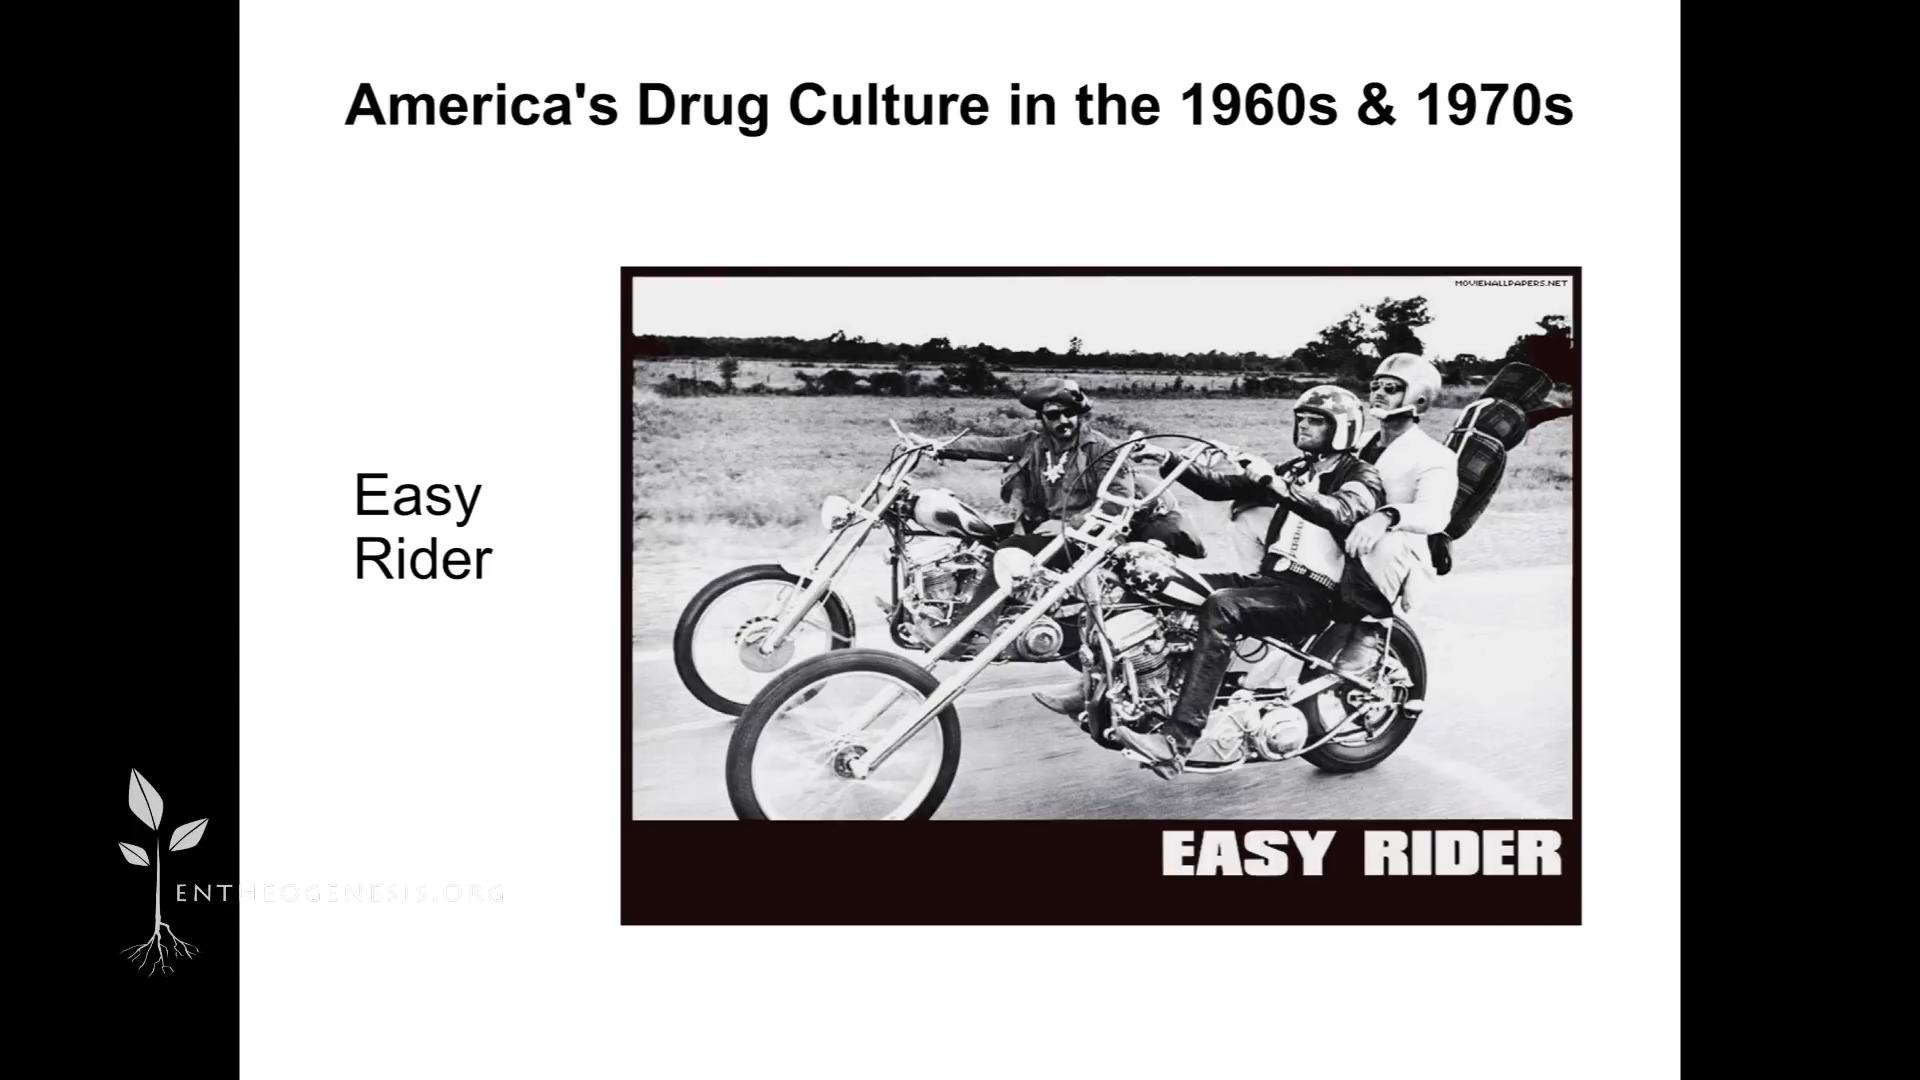 America's Drug Culture in the 1960s & 1970s
MOVIEWALLPAPERS.NET
Easy
Rider
EASY RIDER
ENTHEOGENESIS.ORG